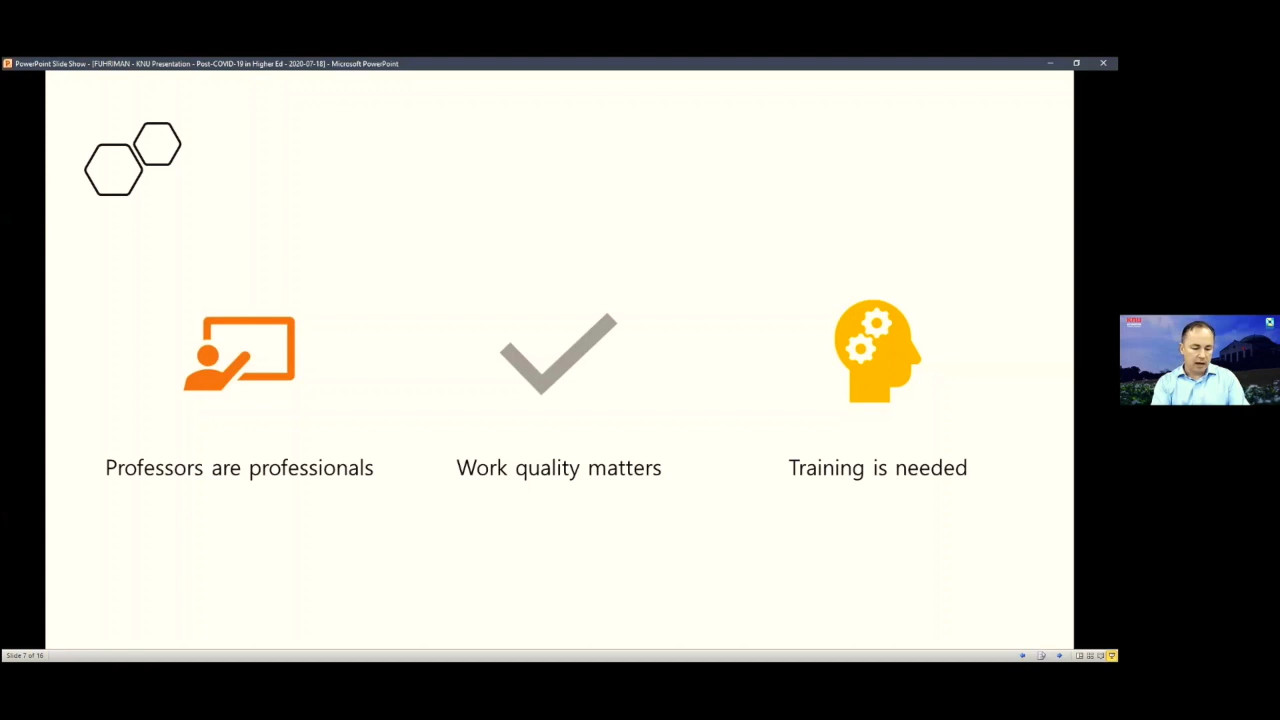 PowerPoint Slide Show - [FUHRIMAN - KNU Presentation - Post-COVID-19 in Higher Ed - 2020-07-18] - Microsoft PowerPoint
KNU
Professors are professionals
Work quality matters
Training is needed
Slide 7 of 16